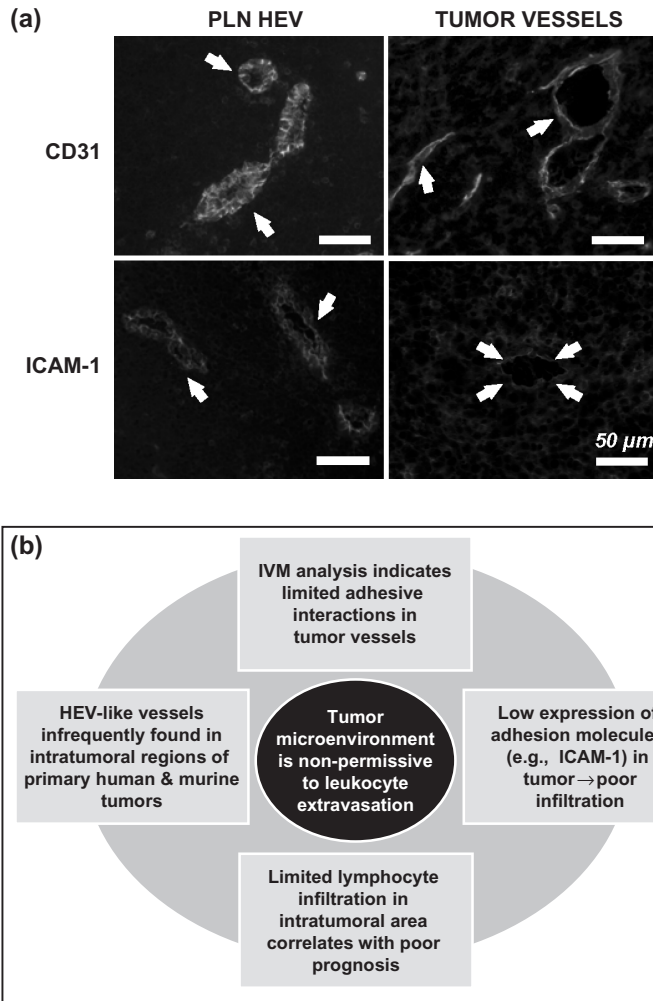 (a)
PLN HEV
TUMOR VESSELS
CD31
ICAM-1
50 µm
(b)
IVM analysis indicates
limited adhesive
interactions in
tumor vessels
HEV-like vessels
infrequently found in
intratumoral regions of
primary human & murine
tumors
Tumor
microenvironment
is non-permissive
to leukocyte
extravasation
Low expression of
adhesion molecule
(e.g., ICAM-1) in
tumor→poor
infiltration
Limited lymphocyte
infiltration in
intratumoral area
correlates with poor
prognosis